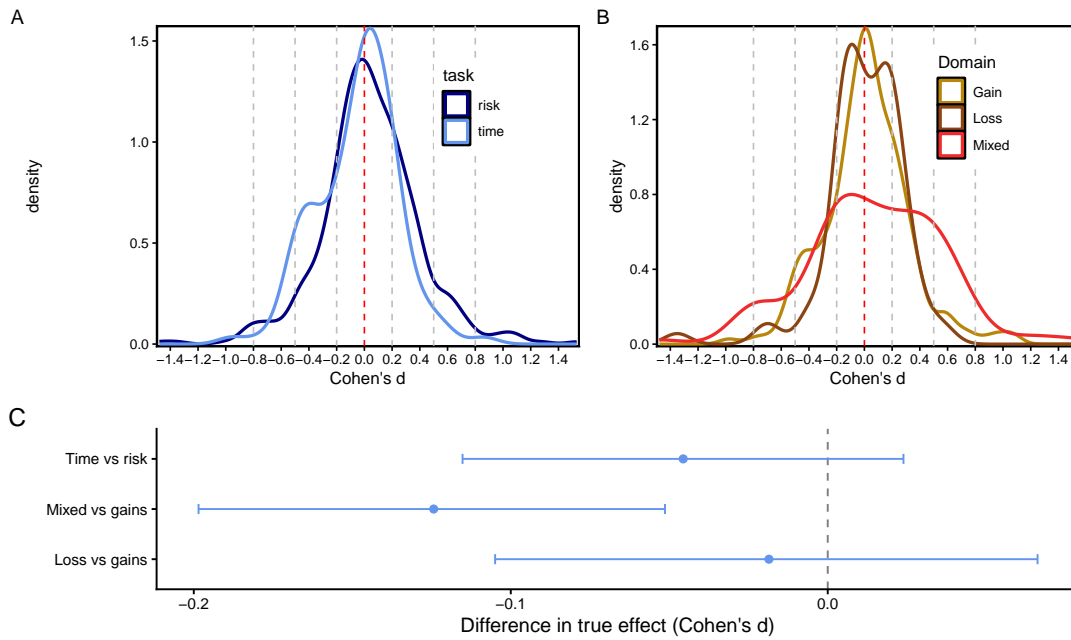 A
1.5
1.0
0.5
0.0
density
task
risk
time
−1.4 −1.2 −1.0 −0.8 −0.6 −0.4 −0.2 0.0 0.2 0.4 0.6 0.8 1.0 1.2 1.4
Cohen's d
B
1.6
1.2
0.8
0.4
0.0
density
Domain
Gain
Loss
Mixed
−1.4 −1.2 −1.0 −0.8 −0.6 −0.4 −0.2 0.0 0.2 0.4 0.6 0.8 1.0 1.2 1.4
Cohen's d
C
Time vs risk
Mixed vs gains
Loss vs gains
−0.2 −0.1 0.0
Difference in true effect (Cohen's d)